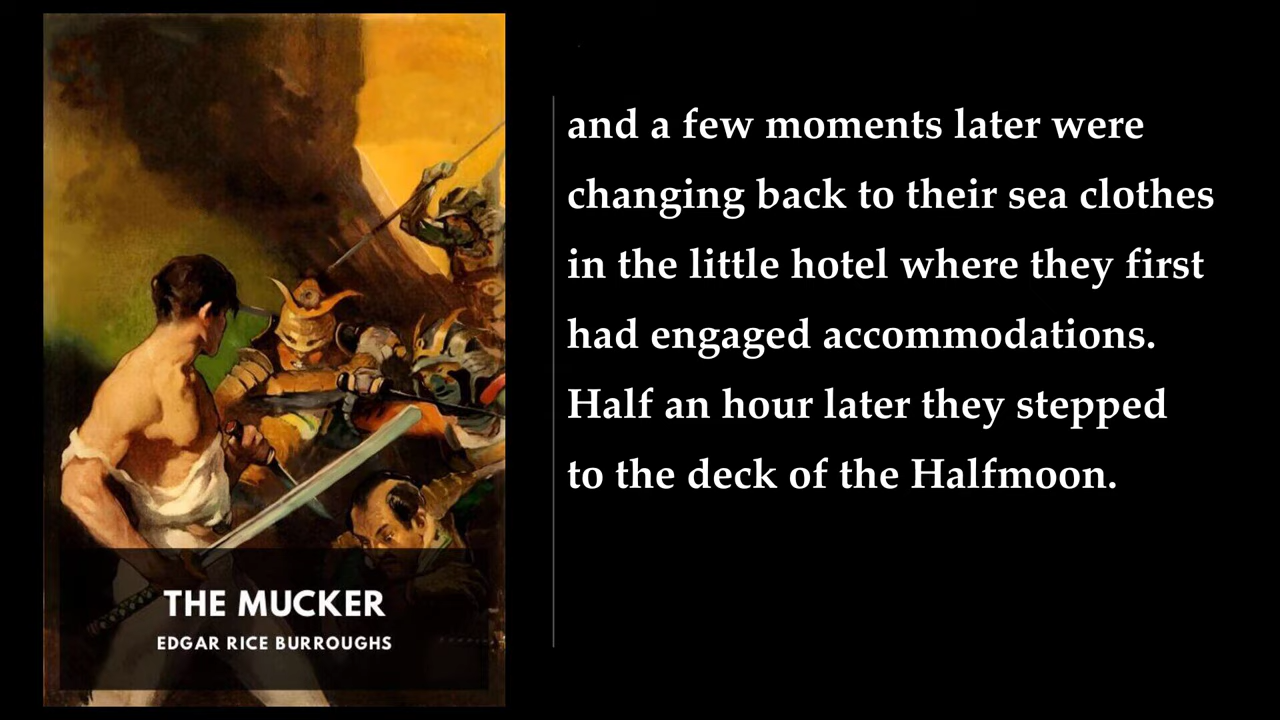 and a few moments later were
changing back to their sea clothes
in the little hotel where they first
had engaged accommodations.
Half an hour later they stepped
to the deck of the Halfmoon.
THE MUCKER
EDGAR RICE BURROUGHS